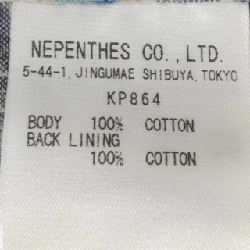 NEPENTHES CO., LTD.
5-44-1, JINGUMAE SHIBUYA, TOKYO
KP864
BODY 100% COTTON
BACK LINING
100% COTTON